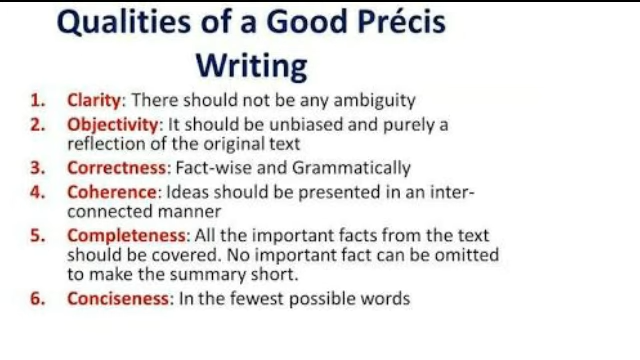 Qualities of a Good Précis
Writing
1. Clarity: There should not be any ambiguity
2. Objectivity: It should be unbiased and purely a
reflection of the original text
3. Correctness: Fact-wise and Grammatically
4. Coherence: Ideas should be presented in an inter-
connected manner
5. Completeness: All the important facts from the text
should be covered. No important fact can be omitted
to make the summary short.
6. Conciseness: In the fewest possible words